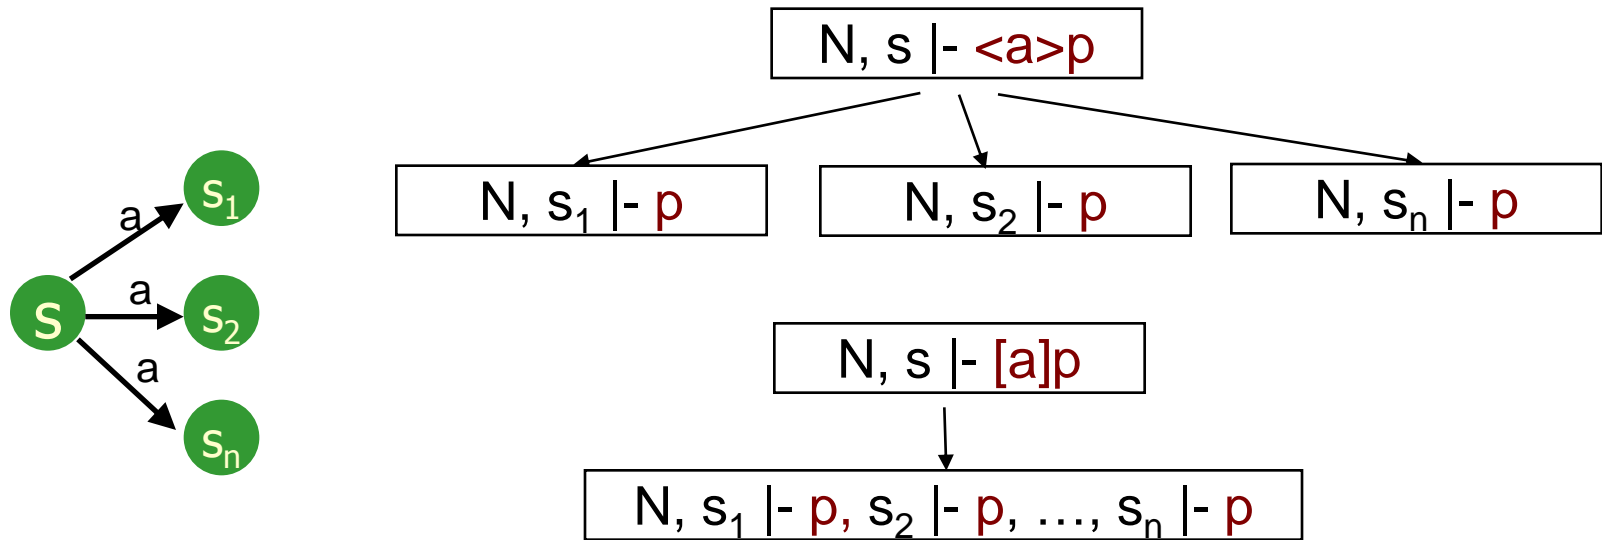 N, s |- <a>p
N, s₁ |- p
N, s₂ |- p
N, sₙ |- p
s₁
a
s
a
s₂
a
sₙ
N, s |- [a]p
N, s₁ |- p, s₂ |- p, …, sₙ |- p